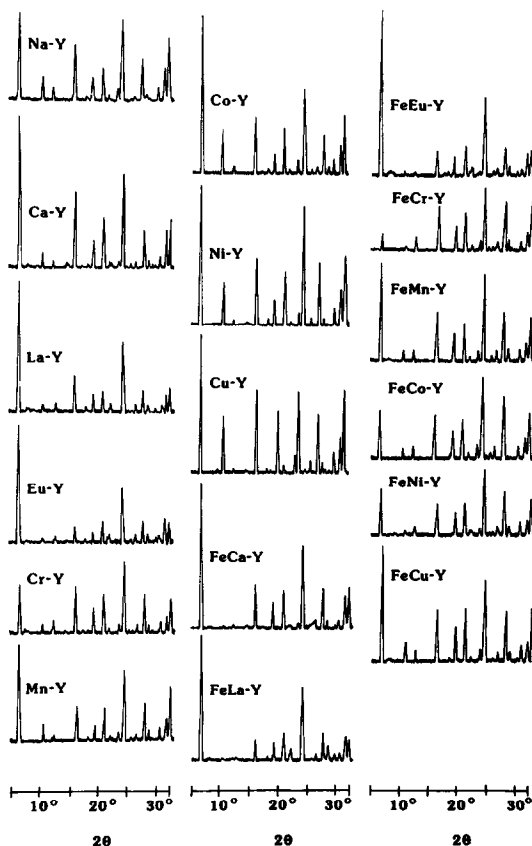 Na-Y
Ca-Y
La-Y
Eu-Y
Cr-Y
Mn-Y
10° 20° 30°
2θ
Co-Y
Ni-Y
Cu-Y
FeCa-Y
FeLa-Y
10° 20° 30°
2θ
FeEu-Y
FeCr-Y
FeMn-Y
FeCo-Y
FeNi-Y
FeCu-Y
10° 20° 30°
2θ